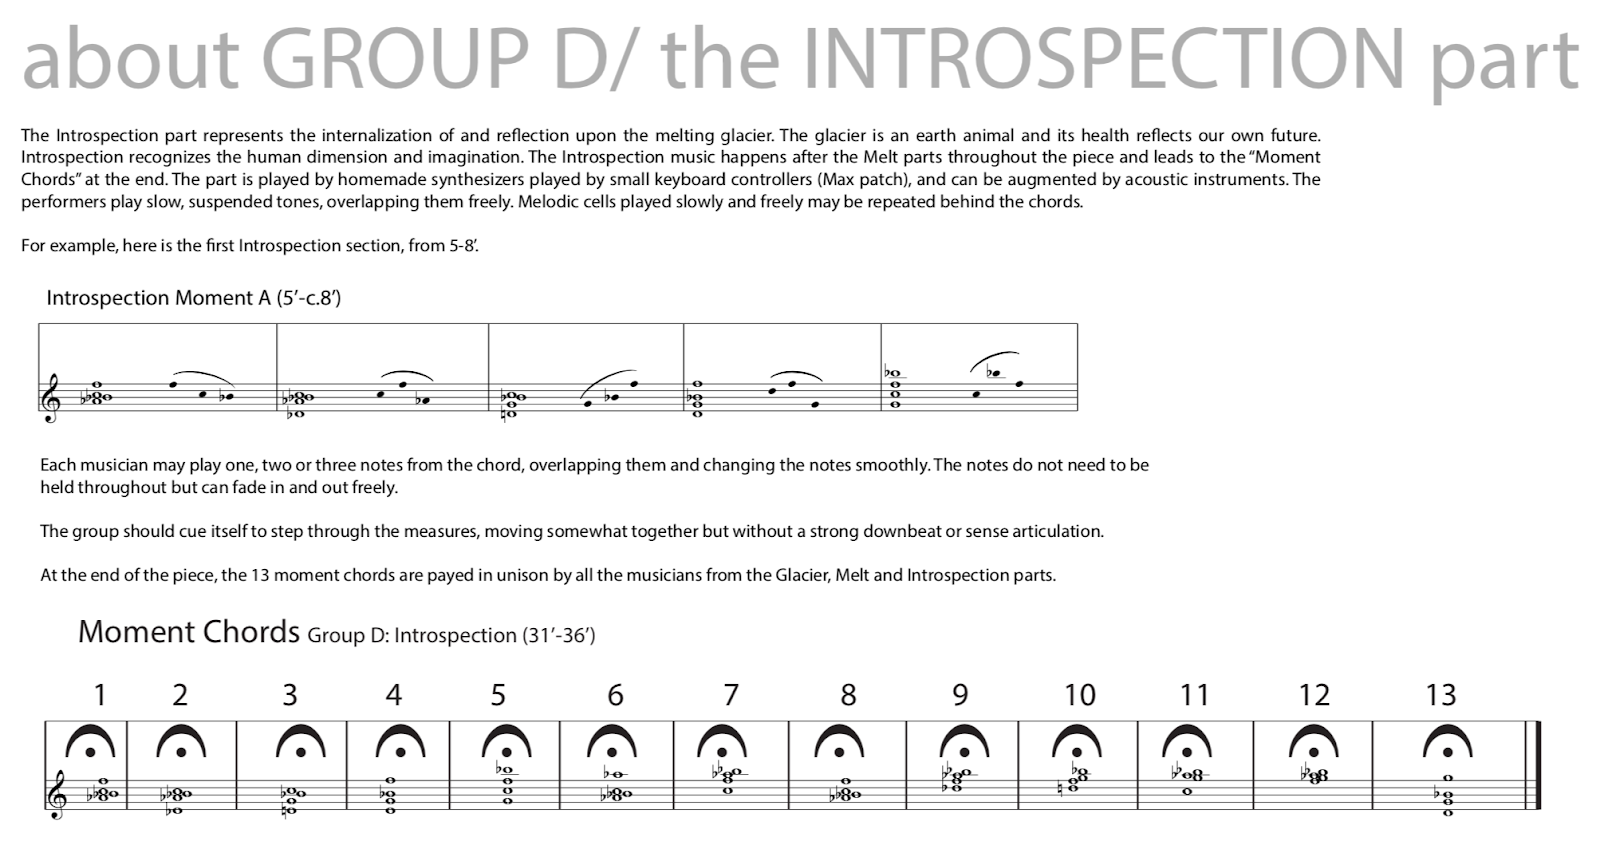 about GROUP D/ the INTROSPECTION part
The Introspection part represents the internalization of and reflection upon the melting glacier. The glacier is an earth animal and its health reflects our own future.
Introspection recognizes the human dimension and imagination. The Introspection music happens after the Melt parts throughout the piece and leads to the “Moment
Chords” at the end. The part is played by homemade synthesizers played by small keyboard controllers (Max patch), and can be augmented by acoustic instruments. The
performers play slow, suspended tones, overlapping them freely. Melodic cells played slowly and freely may be repeated behind the chords.
For example, here is the first Introspection section, from 5-8’.
Introspection Moment A (5’-c.8’)
Each musician may play one, two or three notes from the chord, overlapping them and changing the notes smoothly. The notes do not need to be
held throughout but can fade in and out freely.
The group should cue itself to step through the measures, moving somewhat together but without a strong downbeat or sense articulation.
At the end of the piece, the 13 moment chords are payed in unison by all the musicians from the Glacier, Melt and Introspection parts.
Moment Chords Group D: Introspection (31’-36’)
1 2 3 4 5 6 7 8 9 10 11 12 13